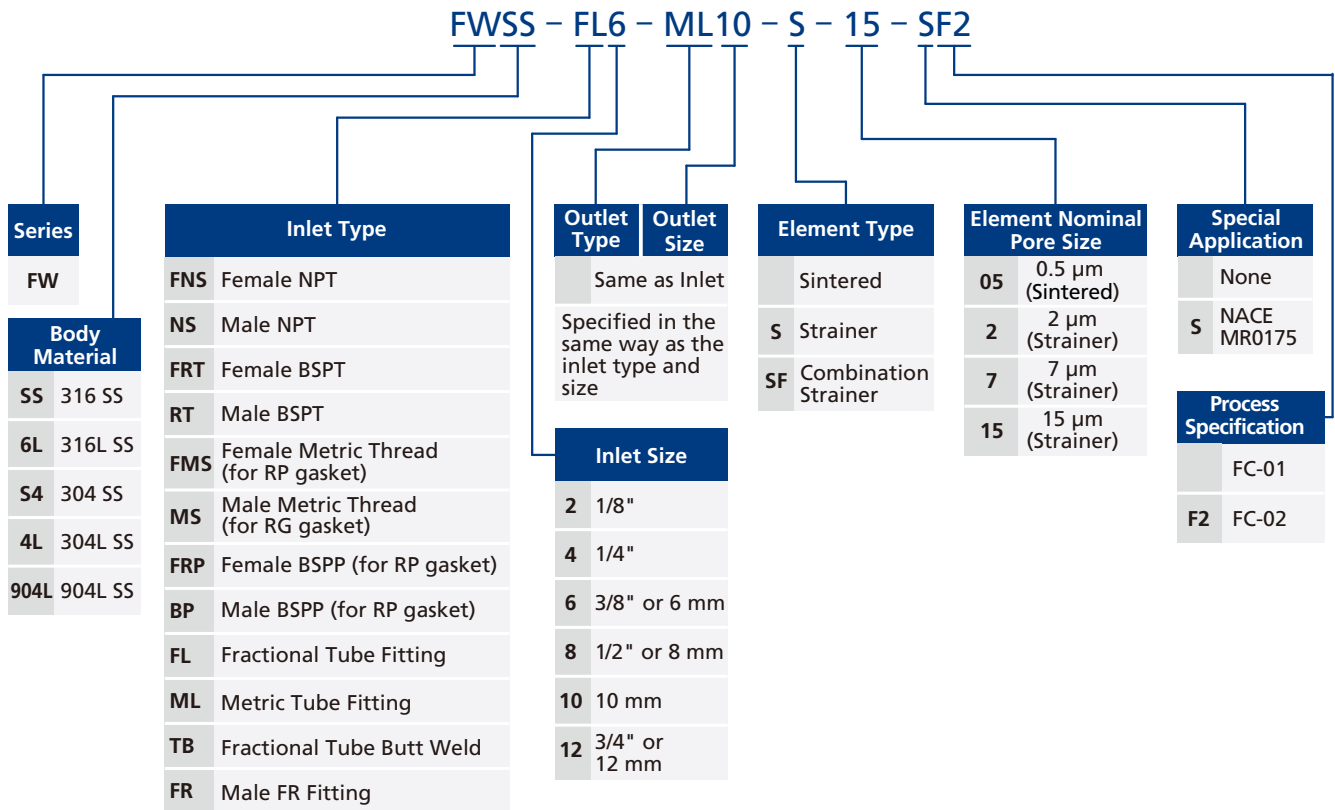 FWSS – FL6 – ML10 – S – 15 – SF2
Series
FW
Body
Material
SS 316 SS
6L 316L SS
S4 304 SS
4L 304L SS
904L 904L SS
Inlet Type
FNS Female NPT
NS Male NPT
FRT Female BSPT
RT Male BSPT
FMS Female Metric Thread
(for RP gasket)
MS Male Metric Thread
(for RG gasket)
FRP Female BSPP (for RP gasket)
BP Male BSPP (for RP gasket)
FL Fractional Tube Fitting
ML Metric Tube Fitting
TB Fractional Tube Butt Weld
FR Male FR Fitting
Outlet
Type
Outlet
Size
Same as Inlet
Specified in the
same way as the
inlet type and
size
Inlet Size
2 1/8"
4 1/4"
6 3/8" or 6 mm
8 1/2" or 8 mm
10 10 mm
12 3/4" or
12 mm
Element Type
Sintered
S Strainer
SF Combination
Strainer
Element Nominal
Pore Size
05 0.5 μm
(Sintered)
2 2 μm
(Strainer)
7 7 μm
(Strainer)
15 15 μm
(Strainer)
Special
Application
None
S NACE
MR0175
Process
Specification
FC-01
F2 FC-02